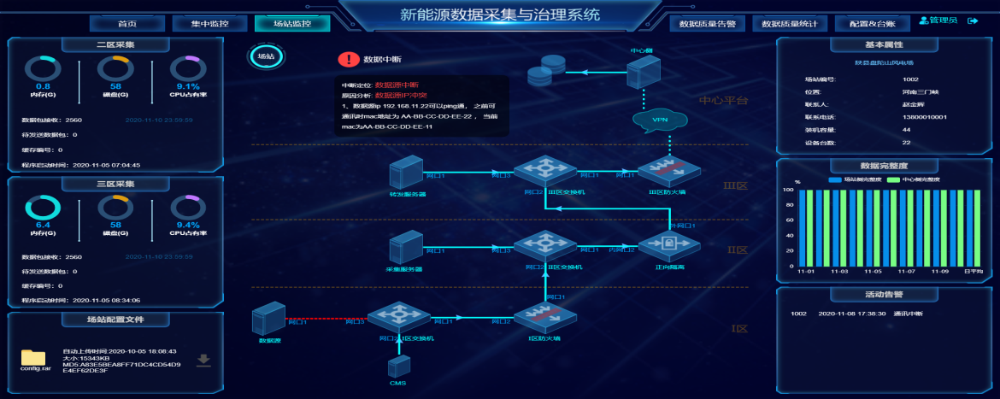 新能源数据采集与治理系统
首页
集中监控
场站监控
数据质量告警
数据质量统计
配置&台账
管理员
二区采集
0.8
58
9.1%
内存(G)
磁盘(G)
CPU占有率
数据包接收：2560
2020-11-10 23:59:59
待发送数据包：0
缓存编号：0
程序启动时间：2020-11-05 07:04:45
三区采集
6.4
58
9.4%
内存(G)
磁盘(G)
CPU占有率
数据包接收：2560
2020-11-10 23:59:59
待发送数据包：0
缓存编号：0
程序启动时间：2020-11-05 08:34:06
场站配置文件
config.rar
自动上传时间:2020-10-05 18:08:43
大小:15343KB
MD5:A83E5BEA8FF71DC4CD54D9
E4EF62DE3F
场站
数据中断
中断定位: 数据源中断
原因分析: 数据源IP冲突
1、数据源ip 192.168.11.22可以ping通， 之前可
通讯时mac地址为 AA-BB-CC-DD-EE-22 ， 当前
mac为AA-BB-CC-DD-EE-11
中心侧
中心平台
VPN
网口1
网口3
网口1
网口1
转发服务器
网口2
III区交换机
III区防火墙
III区
外网口1
网口1
网口3
网口1
内网口2
采集服务器
网口2
II区交换机
正向隔离
II区
网口1
网口1
网口3
网口1
网口2
数据源
网口2
I区交换机
I区防火墙
I区
CMS
基本属性
陕县盘陀山风电场
场站编号: 1002
位置: 河南三门峡
联系人: 赵金辉
联系电话: 13800010001
装机容量: 44
设备台数: 22
数据完整度
%
场站侧完整度
中心侧完整度
100
80
60
40
20
0
11-01
11-03
11-05
11-07
11-09
日平均
活动告警
1002 2020-11-08 17:38:30 通讯中断